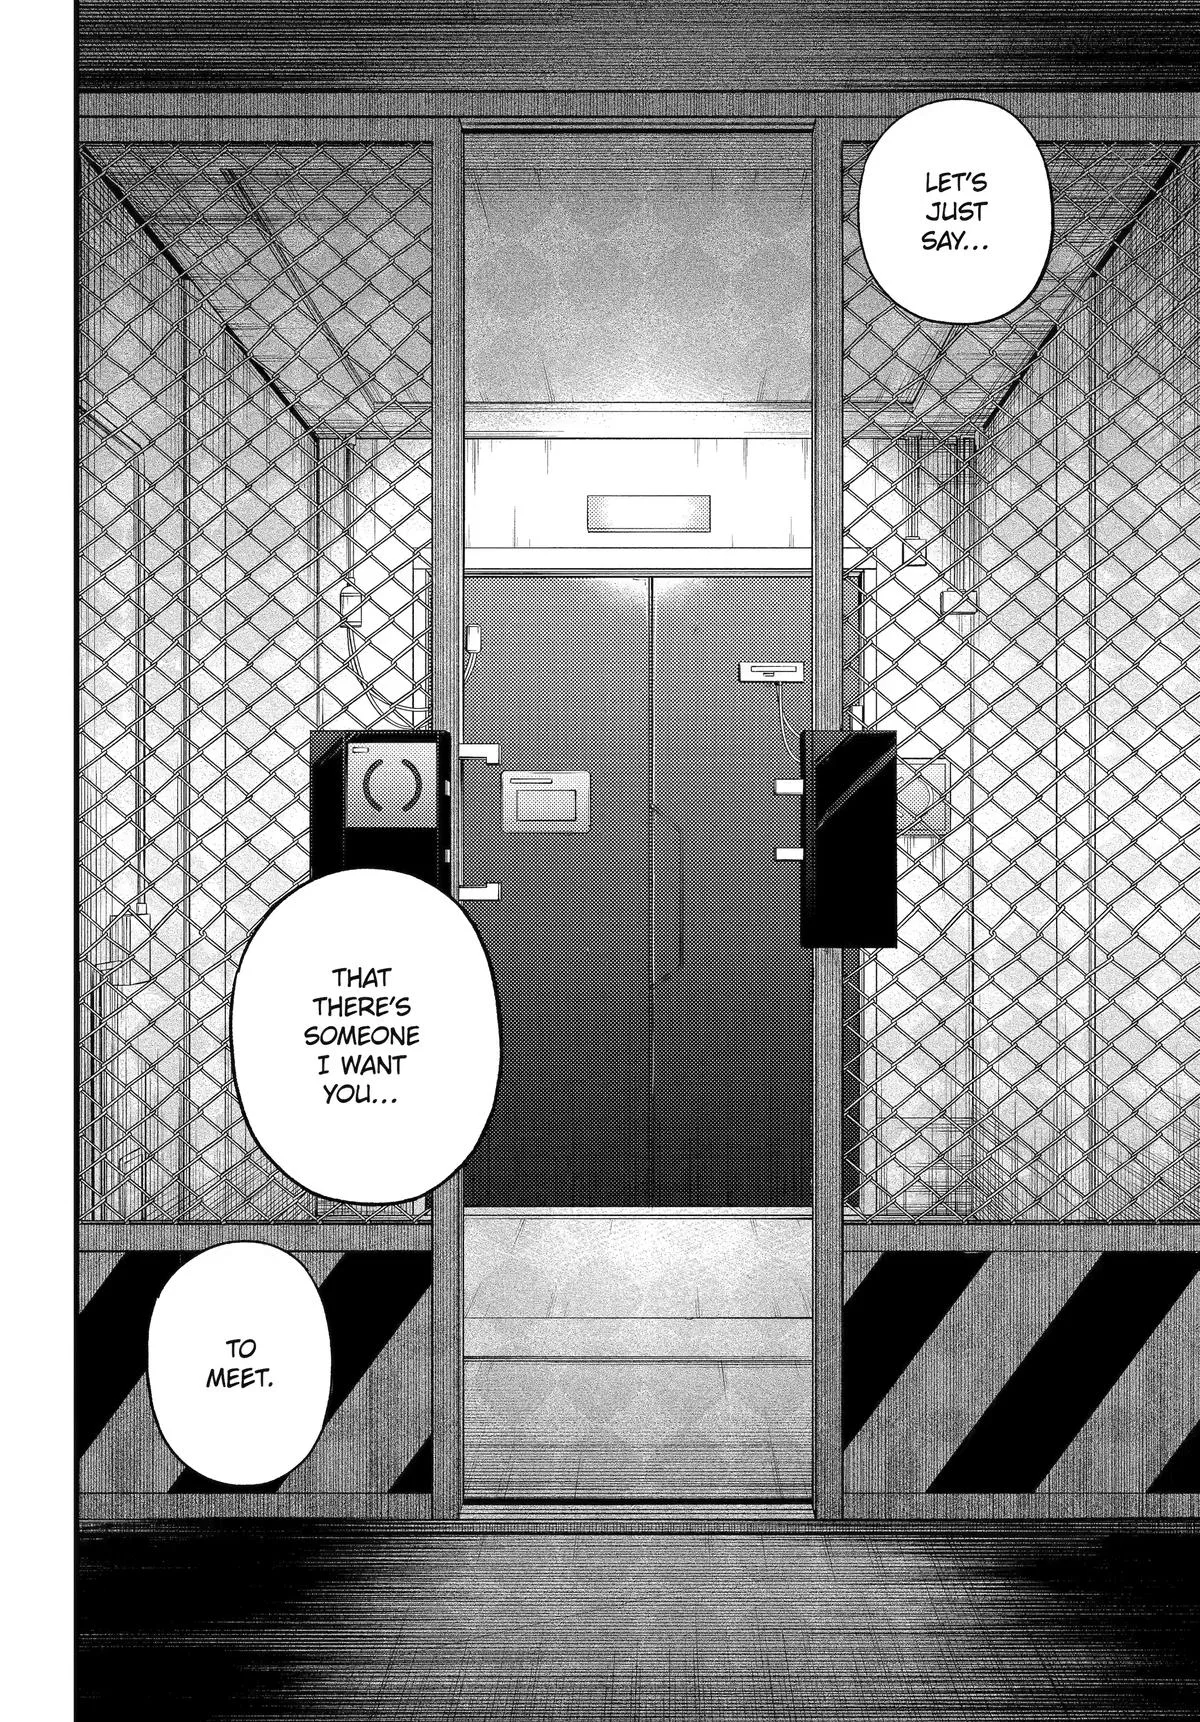 LET'S
JUST
SAY...
THAT
THERE'S
SOMEONE
I WANT
YOU...
TO
MEET.